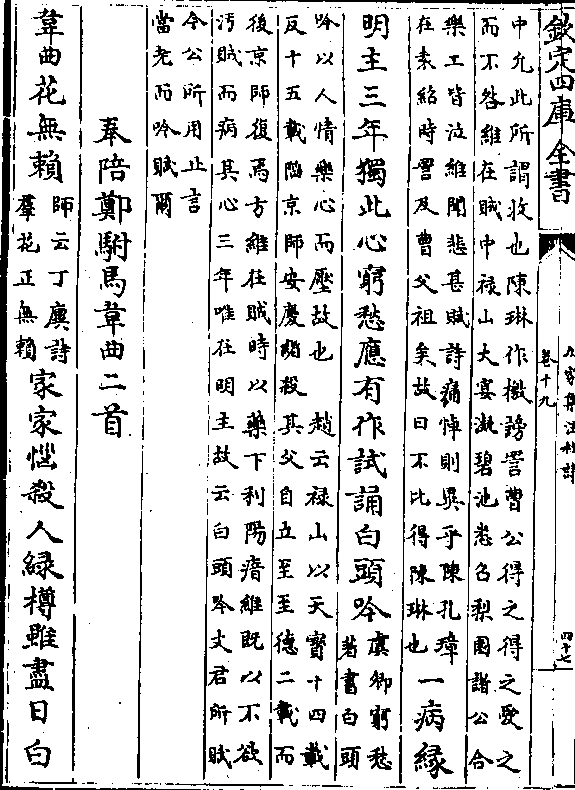 欽定四庫全書
九家集注杜詩
卷十九
四十七
中允此所謂收也陳琳作檄謗詈曹公得之得之愛之
而不咎維在賊中禄山大宴凝碧池悉召梨園諸公合
樂工皆泣維聞悲甚賦詩痛悼則異乎陳孔璋
在袁紹時詈及曹父祖矣故曰不比得陳琳也
一病縁
明主三年獨此心窮愁應有作試誦白頭吟
虞卿窮愁
著書白頭
吟以人情樂心而壓故也 趙云禄山以天寳十四載
反十五載陷京師安慶緒殺其父自立至至德二載而
後京師復焉方維在賊時以藥下利陽瘖維既以不欲
汚賊而病其心三年唯在明主故云白頭吟文君所賦
今公所用止言
當老而吟賦爾
奉陪鄭駙馬韋曲二首
韋曲花無賴
師云丁廙詩
羣花正無賴
家家惱殺人緑樽雖盡日白